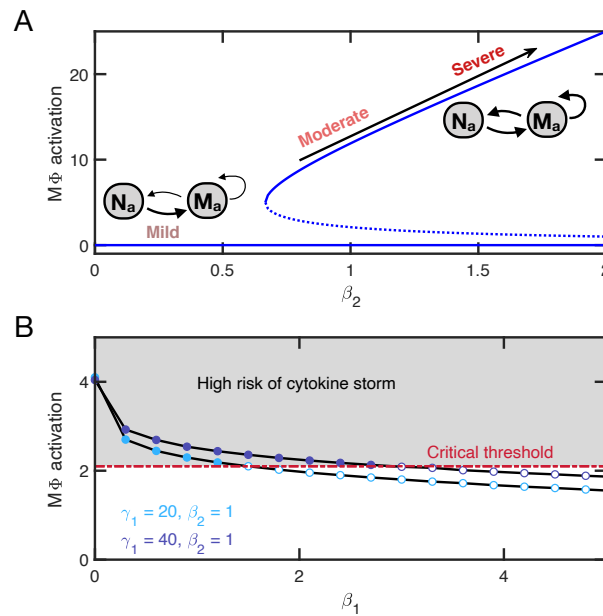 A
MΦ activation
20
10
0
Severe
Moderate
Nₐ
Mₐ
Nₐ
Mₐ
Mild
0
0.5
1
1.5
2
β₂
B
MΦ activation
4
2
0
High risk of cytokine storm
Critical threshold
γ₁ = 20, β₂ = 1
γ₁ = 40, β₂ = 1
0
2
4
β₁